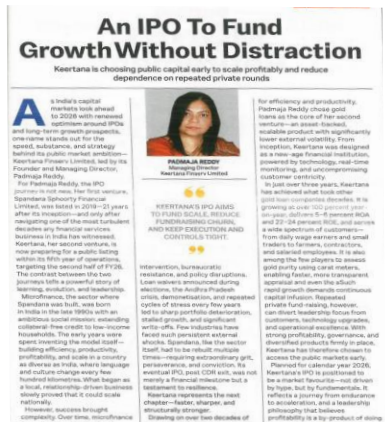 An IPO To Fund
Growth Without Distraction
Keertana is choosing public capital early to scale profitably and reduce
dependence on repeated private rounds
As India's capital
markets look ahead
to 2026 with renewed
optimism around IPOs
and long-term growth prospects,
one name stands out for the
speed, substance, and strategy
behind its public market ambition—
Keertana Finserv Limited, led by its
Founder and Managing Director,
Padmaja Reddy.
For Padmaja Reddy, the IPO
journey is not new. Her first venture,
Spandana Sphoorty Financial
Limited, was listed in 2019—21 years
after its inception—and only after
navigating one of the most turbulent
decades any financial services
business in India has witnessed.
Keertana, her second venture, is
now preparing for a public listing
within its fifth year of operations,
targeting the second half of FY26.
The contrast between the two
journeys tells a powerful story of
learning, evolution, and leadership.
Microfinance, the sector where
Spandana was built, was born
in India in the late 1990s with an
ambitious social mission: extending
collateral-free credit to low-income
households. The early years were
spent inventing the model itself—
building efficiency, productivity,
profitability, and scale in a country
as diverse as India, where language
and culture change every few
hundred kilometres. What began as
a local, relationship-driven business
slowly proved that it could scale
nationally.
However, success brought
complexity. Over time, microfinance
PADMAJA REDDY
Managing Director
Keertana Finserv Limited
KEERTANA'S IPO AIMS
TO FUND SCALE, REDUCE
FUNDRAISING CHURN,
AND KEEP EXECUTION AND
CONTROLS TIGHT.
intervention, bureaucratic
resistance, and policy disruptions.
Loan waivers announced during
elections, the Andhra Pradesh
crisis, demonetisation, and repeated
cycles of stress every few years
led to sharp portfolio deterioration,
stalled growth, and significant
write-offs. Few industries have
faced such persistent external
shocks. Spandana, like the sector
itself, had to be rebuilt multiple
times—requiring extraordinary grit,
perseverance, and conviction. Its
eventual IPO, post CDR exit, was not
merely a financial milestone but a
testament to resilience.
Keertana represents the next
chapter—faster, sharper, and
structurally stronger.
Drawing on over two decades of
for efficiency and productivity,
Padmaja Reddy chose gold
loans as the core of her second
venture—an asset-backed,
scalable product with significantly
lower external volatility. From
inception, Keertana was designed
as a new-age financial institution,
powered by technology, real-time
monitoring, and uncompromising
customer centricity.
In just over three years, Keertana
has achieved what took other
gold loan companies decades. It is
growing at over 100 percent year-
on-year, delivers 5–6 percent ROA
and 22–24 percent ROE, and serves
a wide spectrum of customers—
from daily wage earners and small
traders to farmers, contractors,
and salaried employees. It is also
among the few players to assess
gold purity using carat meters,
enabling faster, more transparent
appraisal and even the
rapid growth demands continuous
capital infusion. Repeated
private fund-raising, however,
can divert leadership focus from
customers, technology upgrades,
and operational excellence. With
strong profitability, governance, and
diversified products firmly in place,
Keertana has therefore chosen to
access the public markets early.
Planned for calendar year 2026,
Keertana's IPO is positioned to
be a market favourite—not driven
by hype, but by fundamentals. It
reflects a journey from endurance
to acceleration, and a leadership
philosophy that believes
profitability is a by-product of doing